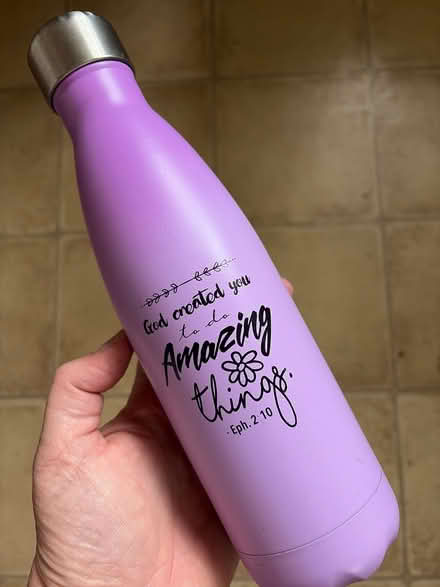 God created you
to do
Amazing
things.
- Eph. 2:10